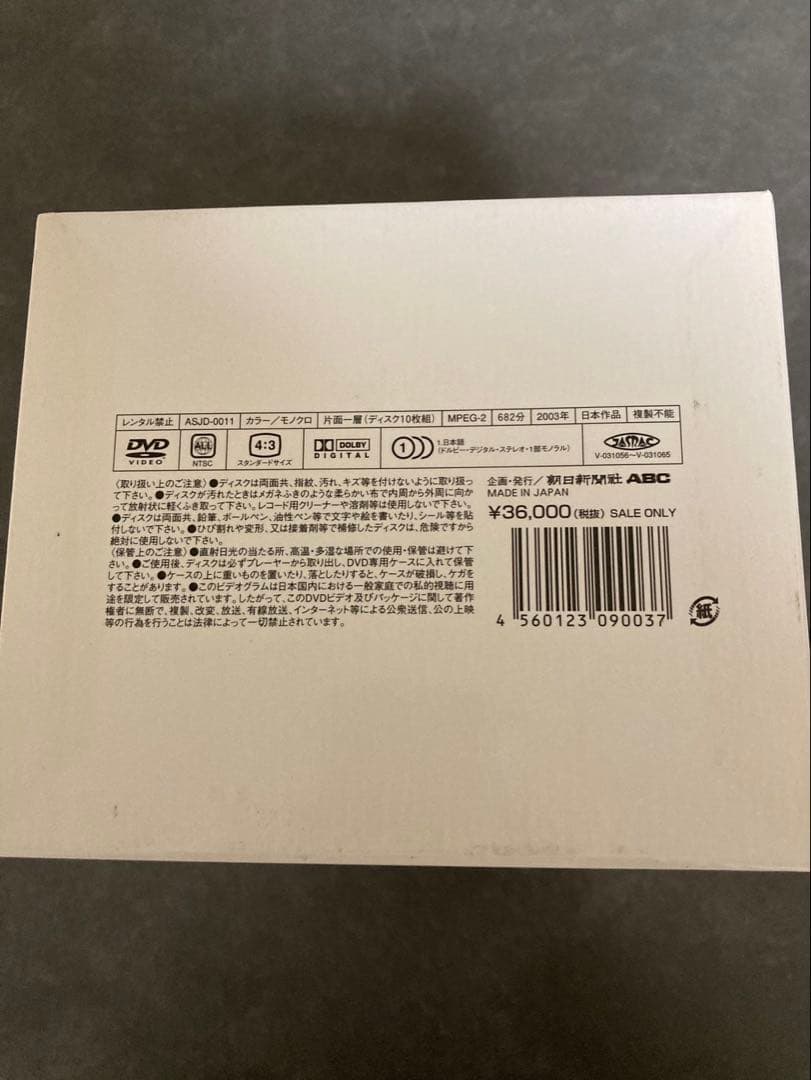 レンタル禁止 ASJD-0011 カラー/モノクロ 片面一層(ディスク10枚組) MPEG-2 682分 2003年 日本作品 複製不能
DVD VIDEO
ALL NTSC
4:3 スタンダードサイズ
DOLBY DIGITAL
1 1.日本語 (ドルビー・デジタル・ステレオ・1部モノラル)
JASRAC V-031056〜V-031065
〈取り扱い上のご注意〉●ディスクは両面共、指紋、汚れ、キズ等を付けないように取り扱っ
て下さい。●ディスクが汚れたときはメガネふきのような柔らかい布で内周から外周に向か
って放射状に軽くふき取って下さい。レコード用クリーナーや溶剤等は使用しないで下さい。
●ディスクは両面共、鉛筆、ボールペン、油性ペン等で文字や絵を書いたり、シール等を貼
付しないで下さい。●ひび割れや変形、又は接着剤等で補修したディスクは、危険ですから
絶対に使用しないで下さい。
〈保管上のご注意〉●直射日光の当たる所、高温・多湿な場所での使用・保管は避けて下
さい。●ご使用後、ディスクは必ずプレーヤーから取り出し、DVD専用ケースに入れて保管
して下さい。●ケースの上に重いものを置いたり、落としたりすると、ケースが破損し、ケガを
することがあります。●このビデオグラムは日本国内における一般家庭での私的視聴に用
途を限定して販売されています。したがって、このDVDビデオ及びパッケージに関して著作
権者に無断で、複製、改変、放送、有線放送、インターネット等による公衆送信、公の上映
等の行為を行うことは法律によって一切禁止されています。
企画・発行/朝日新聞社 ABC
MADE IN JAPAN
¥36,000(税抜) SALE ONLY
4 560123 090037
紙